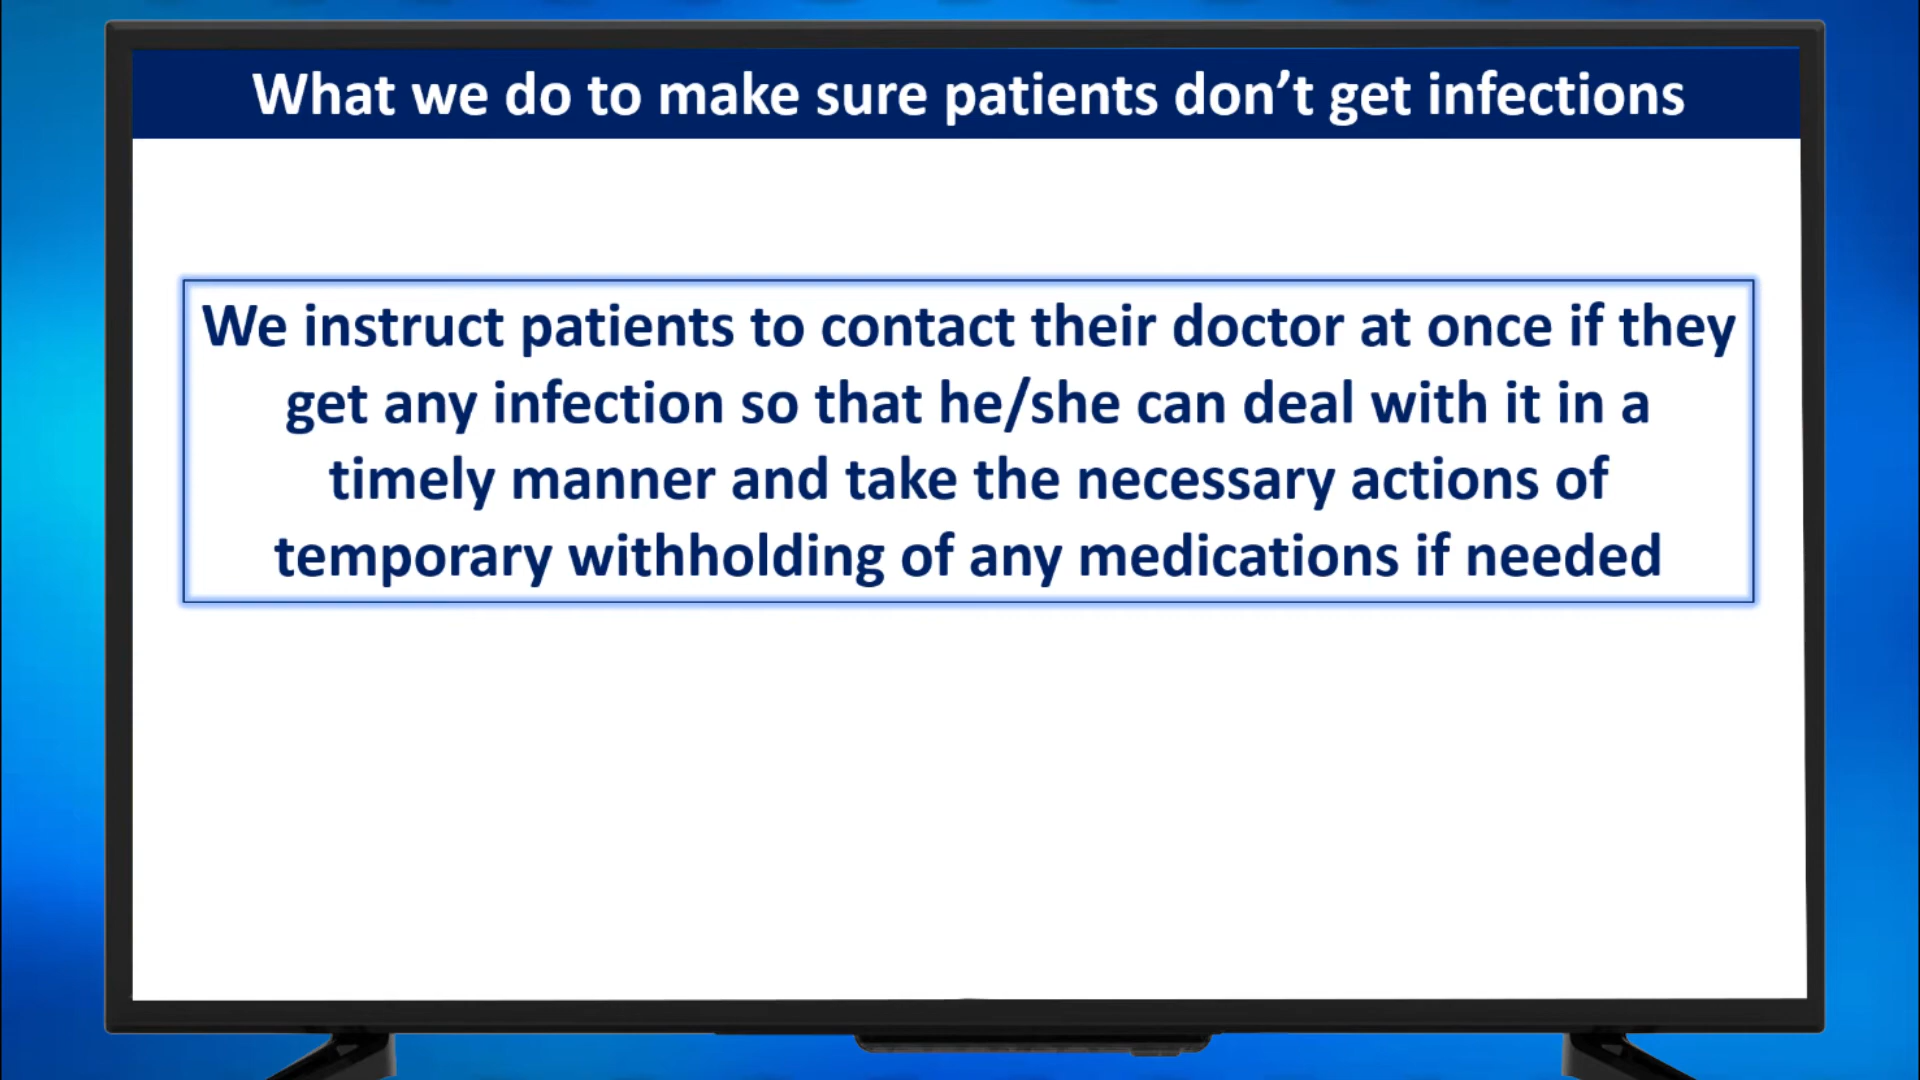 What we do to make sure patients don’t get infections
We instruct patients to contact their doctor at once if they
get any infection so that he/she can deal with it in a
timely manner and take the necessary actions of
temporary withholding of any medications if needed